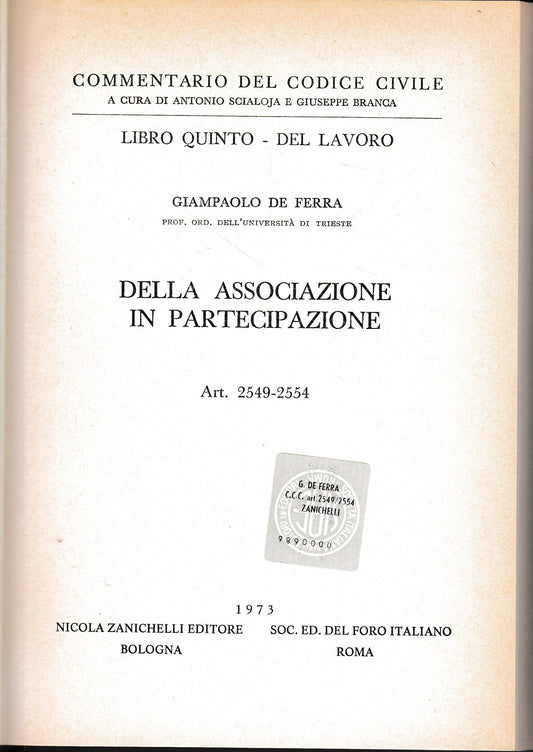 COMMENTARIO DEL CODICE CIVILE
A CURA DI ANTONIO SCIALOJA E GIUSEPPE BRANCA
LIBRO QUINTO - DEL LAVORO
GIAMPAOLO DE FERRA
PROF. ORD. DELL'UNIVERSITÀ DI TRIESTE
DELLA ASSOCIAZIONE
IN PARTECIPAZIONE
Art. 2549-2554
G. DE FERRA
C.C.C. art.2549/2554
ZANICHELLI
9890000
1973
NICOLA ZANICHELLI EDITORE SOC. ED. DEL FORO ITALIANO
BOLOGNA ROMA